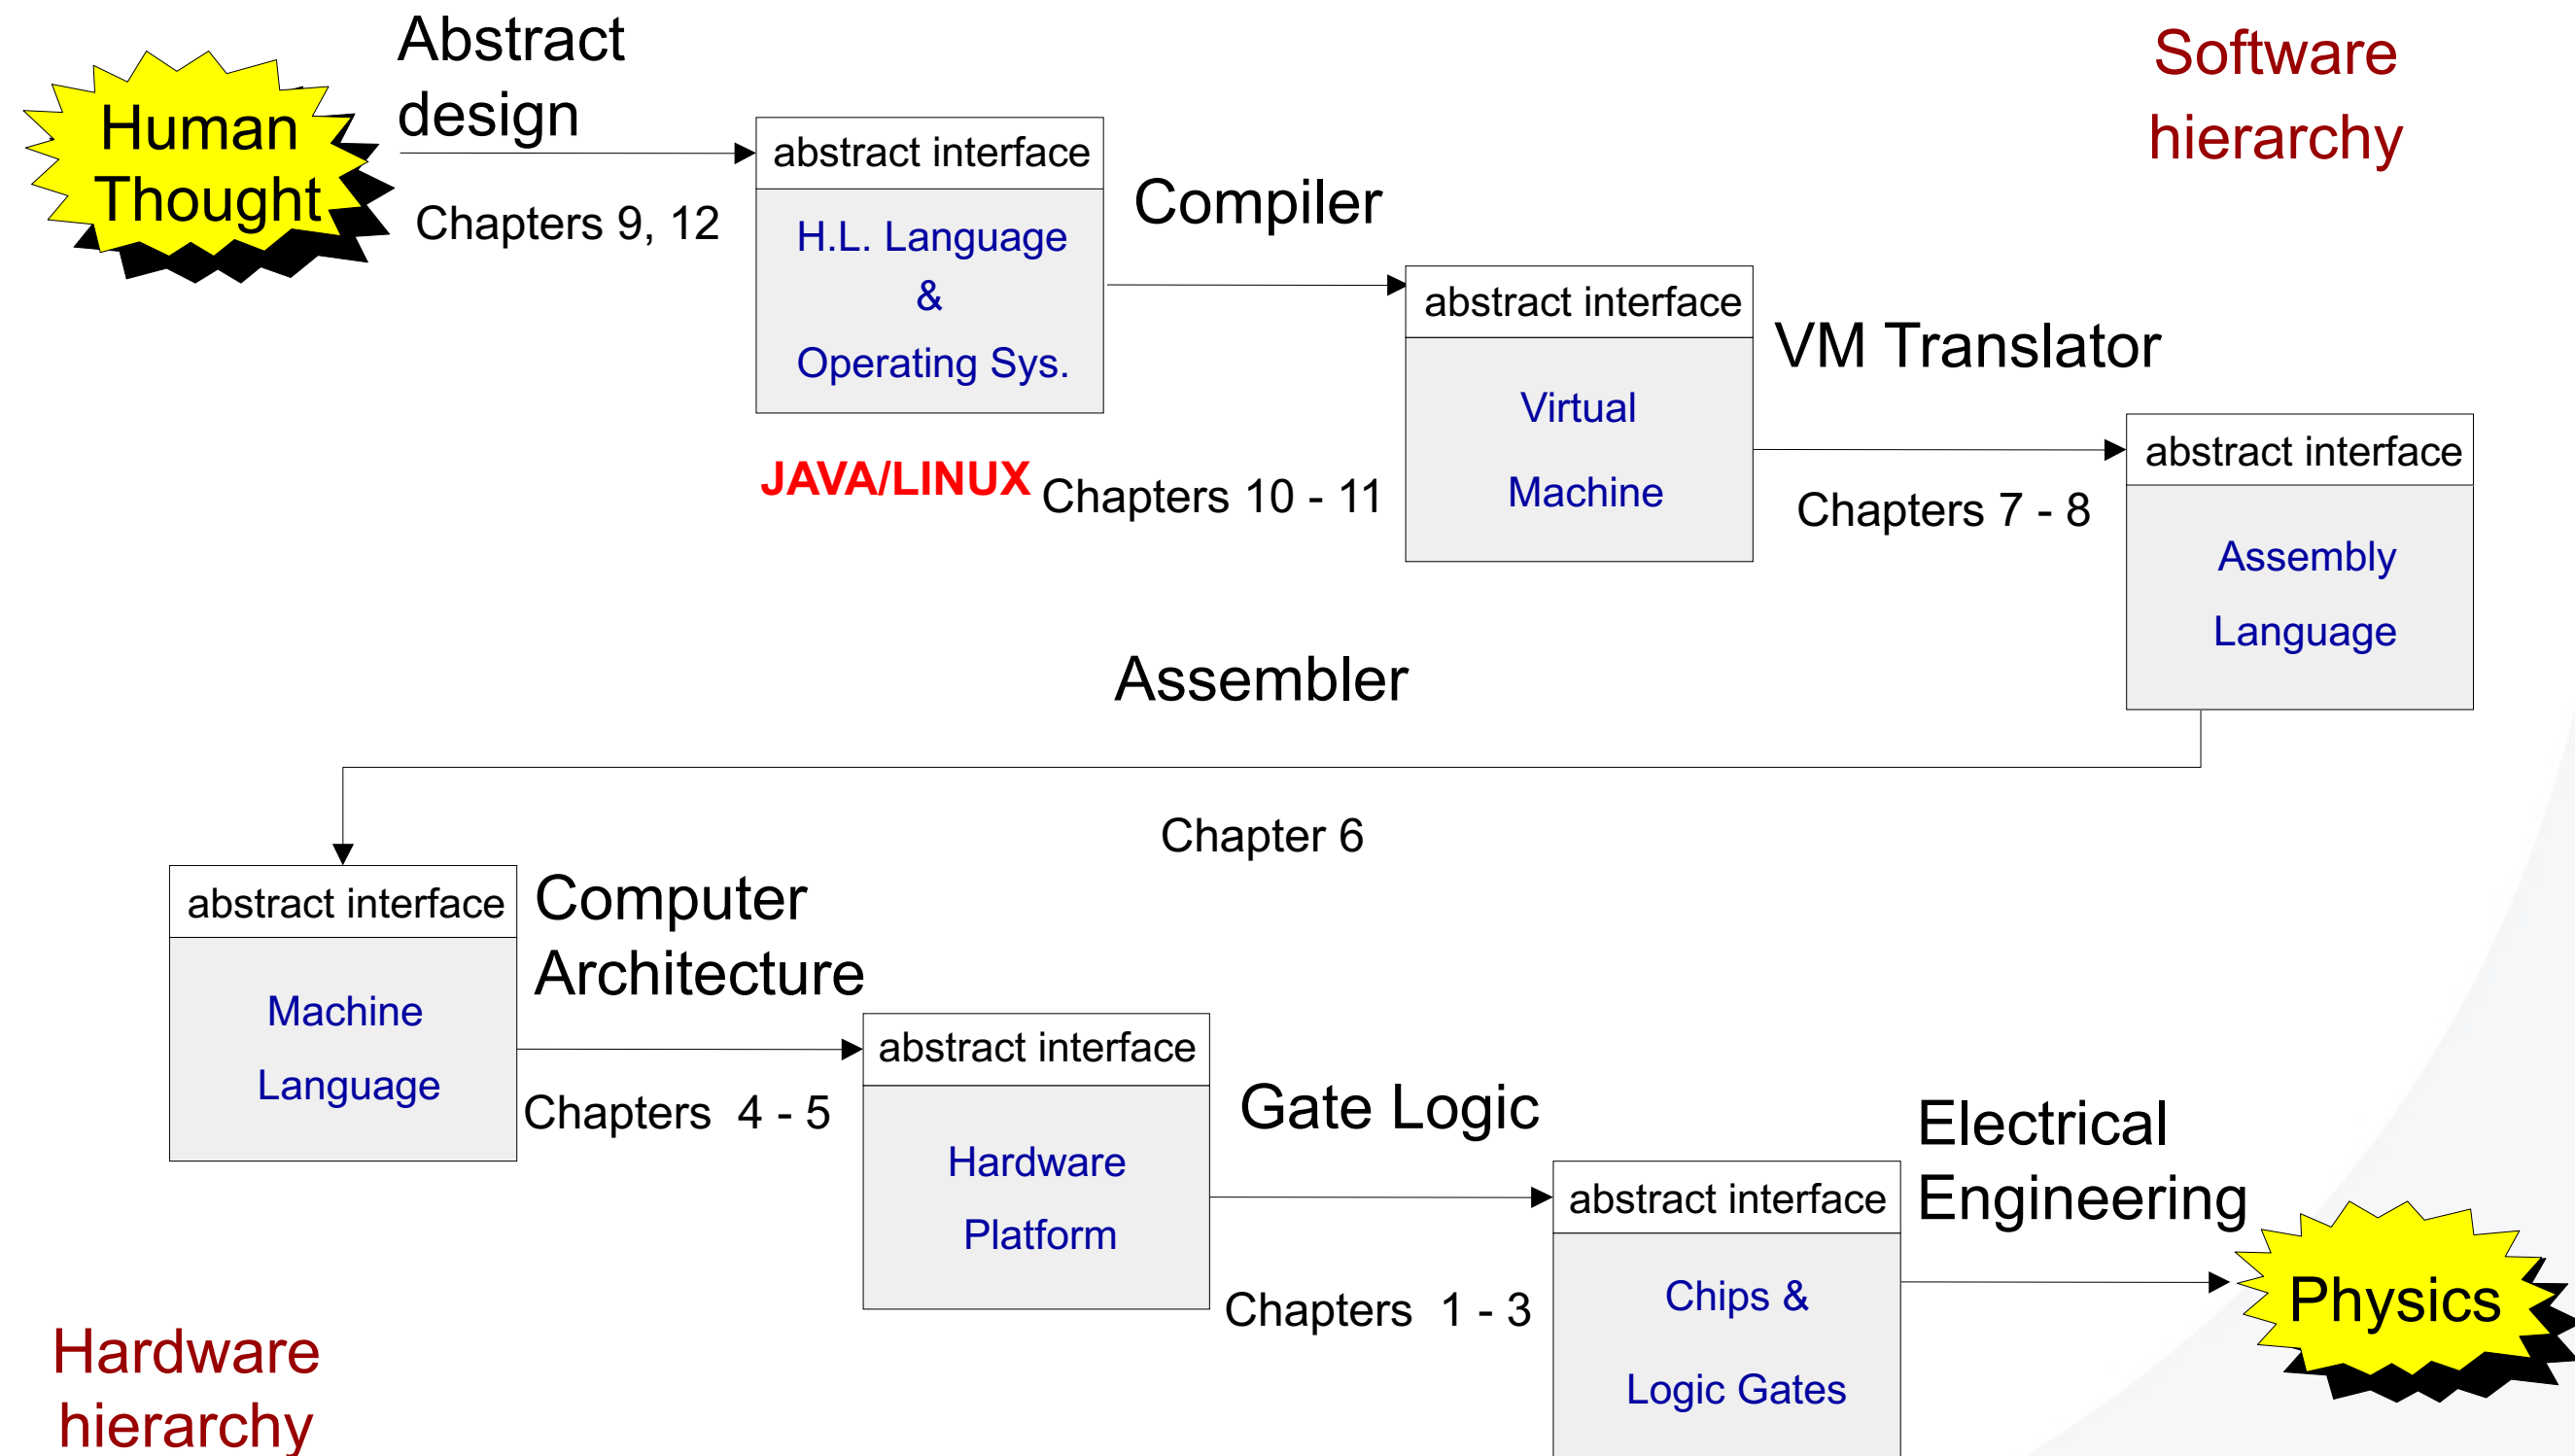 Abstract
design
Software
hierarchy
Human
Thought
Chapters 9, 12
abstract interface
H.L. Language
&
Operating Sys.
JAVA/LINUX
Compiler
Chapters 10 - 11
abstract interface
Virtual
Machine
VM Translator
Chapters 7 - 8
abstract interface
Assembly
Language
Assembler
Chapter 6
abstract interface
Machine
Language
Computer
Architecture
Chapters 4 - 5
abstract interface
Hardware
Platform
Gate Logic
Chapters 1 - 3
abstract interface
Chips &
Logic Gates
Electrical
Engineering
Physics
Hardware
hierarchy